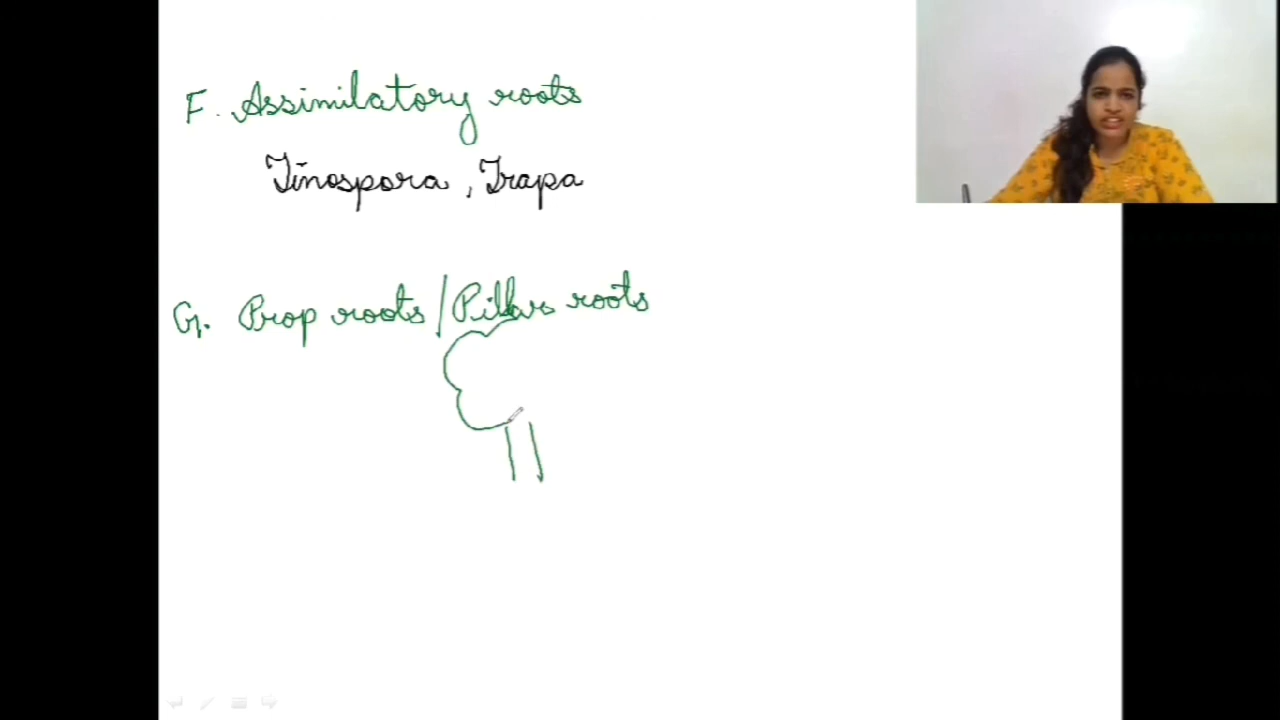 F. Assimilatory roots
Tinospora, Trapa
G. Prop roots/Pillar roots